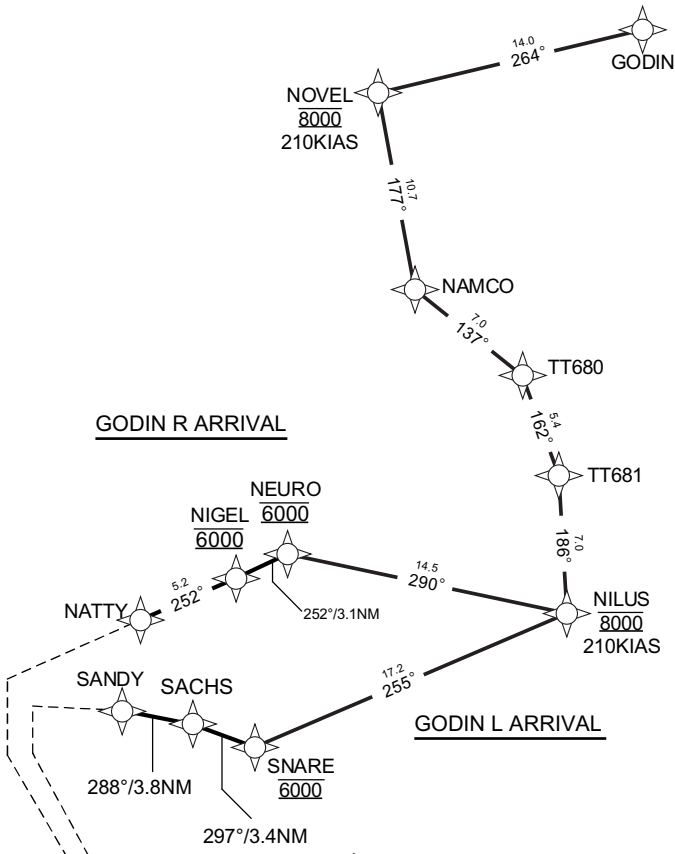 14.0
264°
GODIN
NOVEL
8000
210KIAS
10.7
177°
NAMCO
7.0
137°
TT680
5.4
162°
GODIN R ARRIVAL
TT681
NEURO
6000
NIGEL
6000
7.0
186°
14.5
290°
5.2
252°
252°/3.1NM
NATTY
NILUS
8000
210KIAS
17.2
255°
SANDY
SACHS
GODIN L ARRIVAL
SNARE
6000
288°/3.8NM
297°/3.4NM